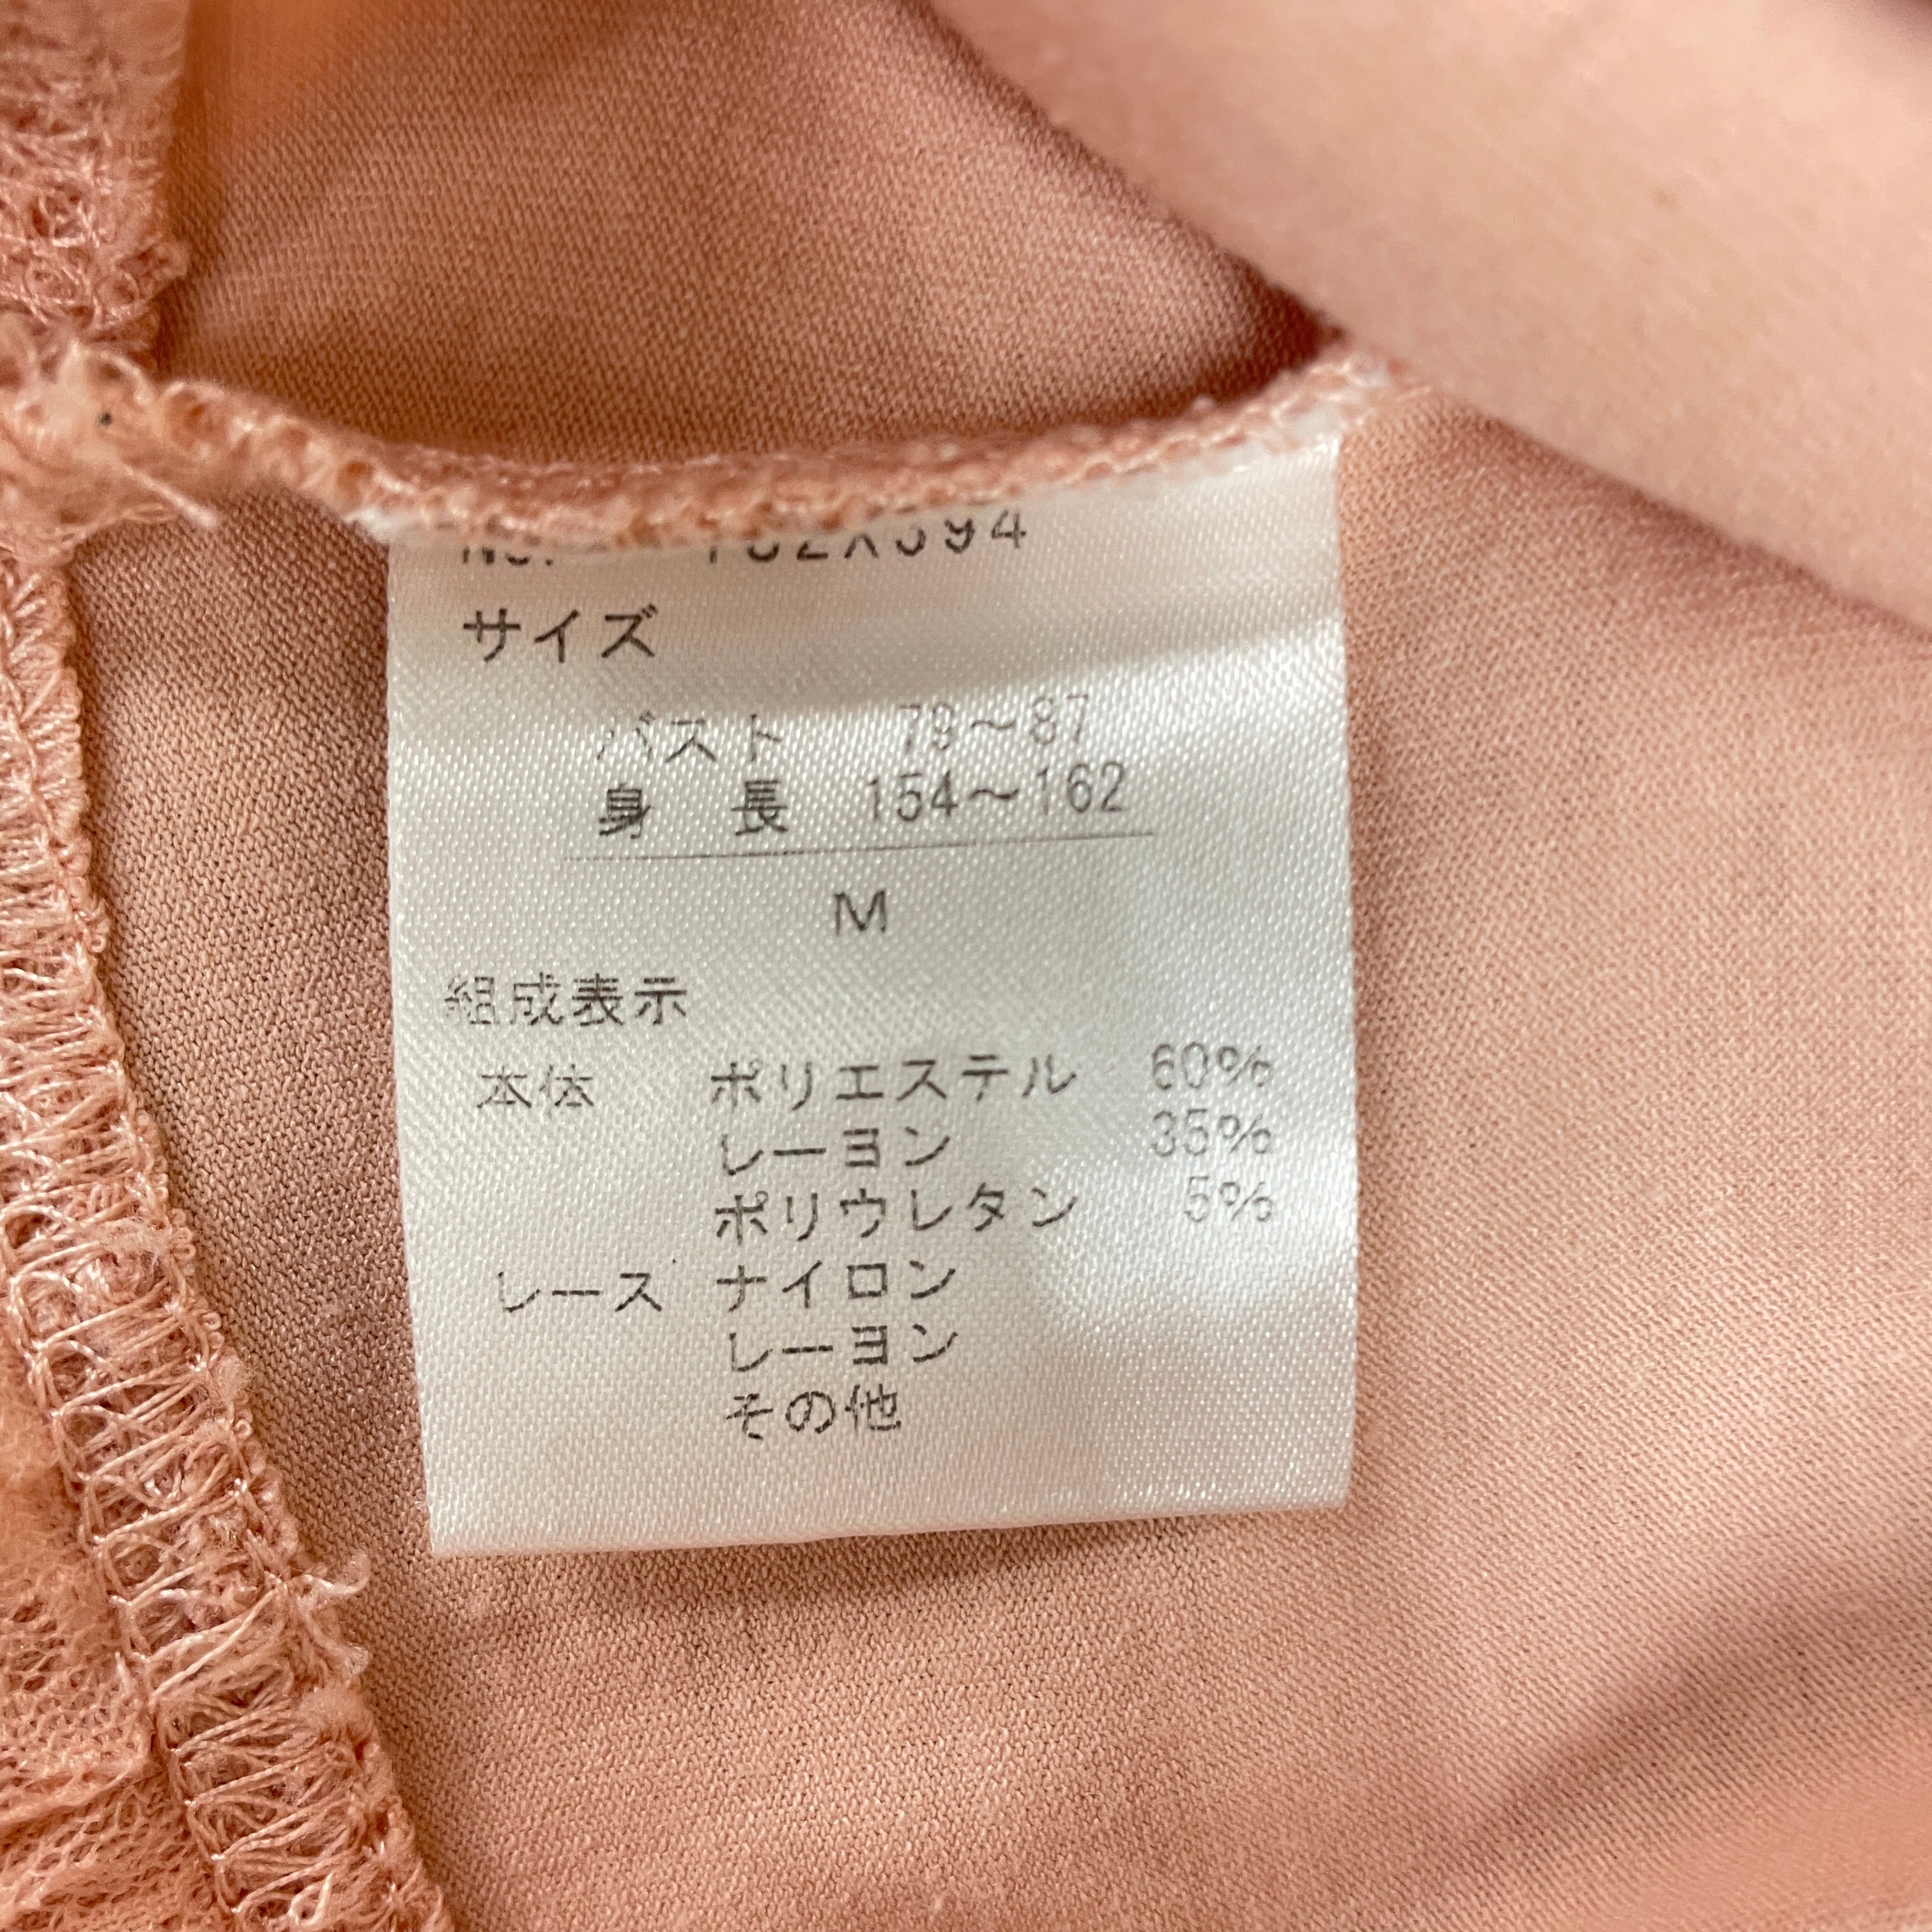 サイズ
バスト 79～87
身 長 154～162
M
組成表示
本体 ポリエステル 60%
レーヨン 35%
ポリウレタン 5%
レース ナイロン
レーヨン
その他